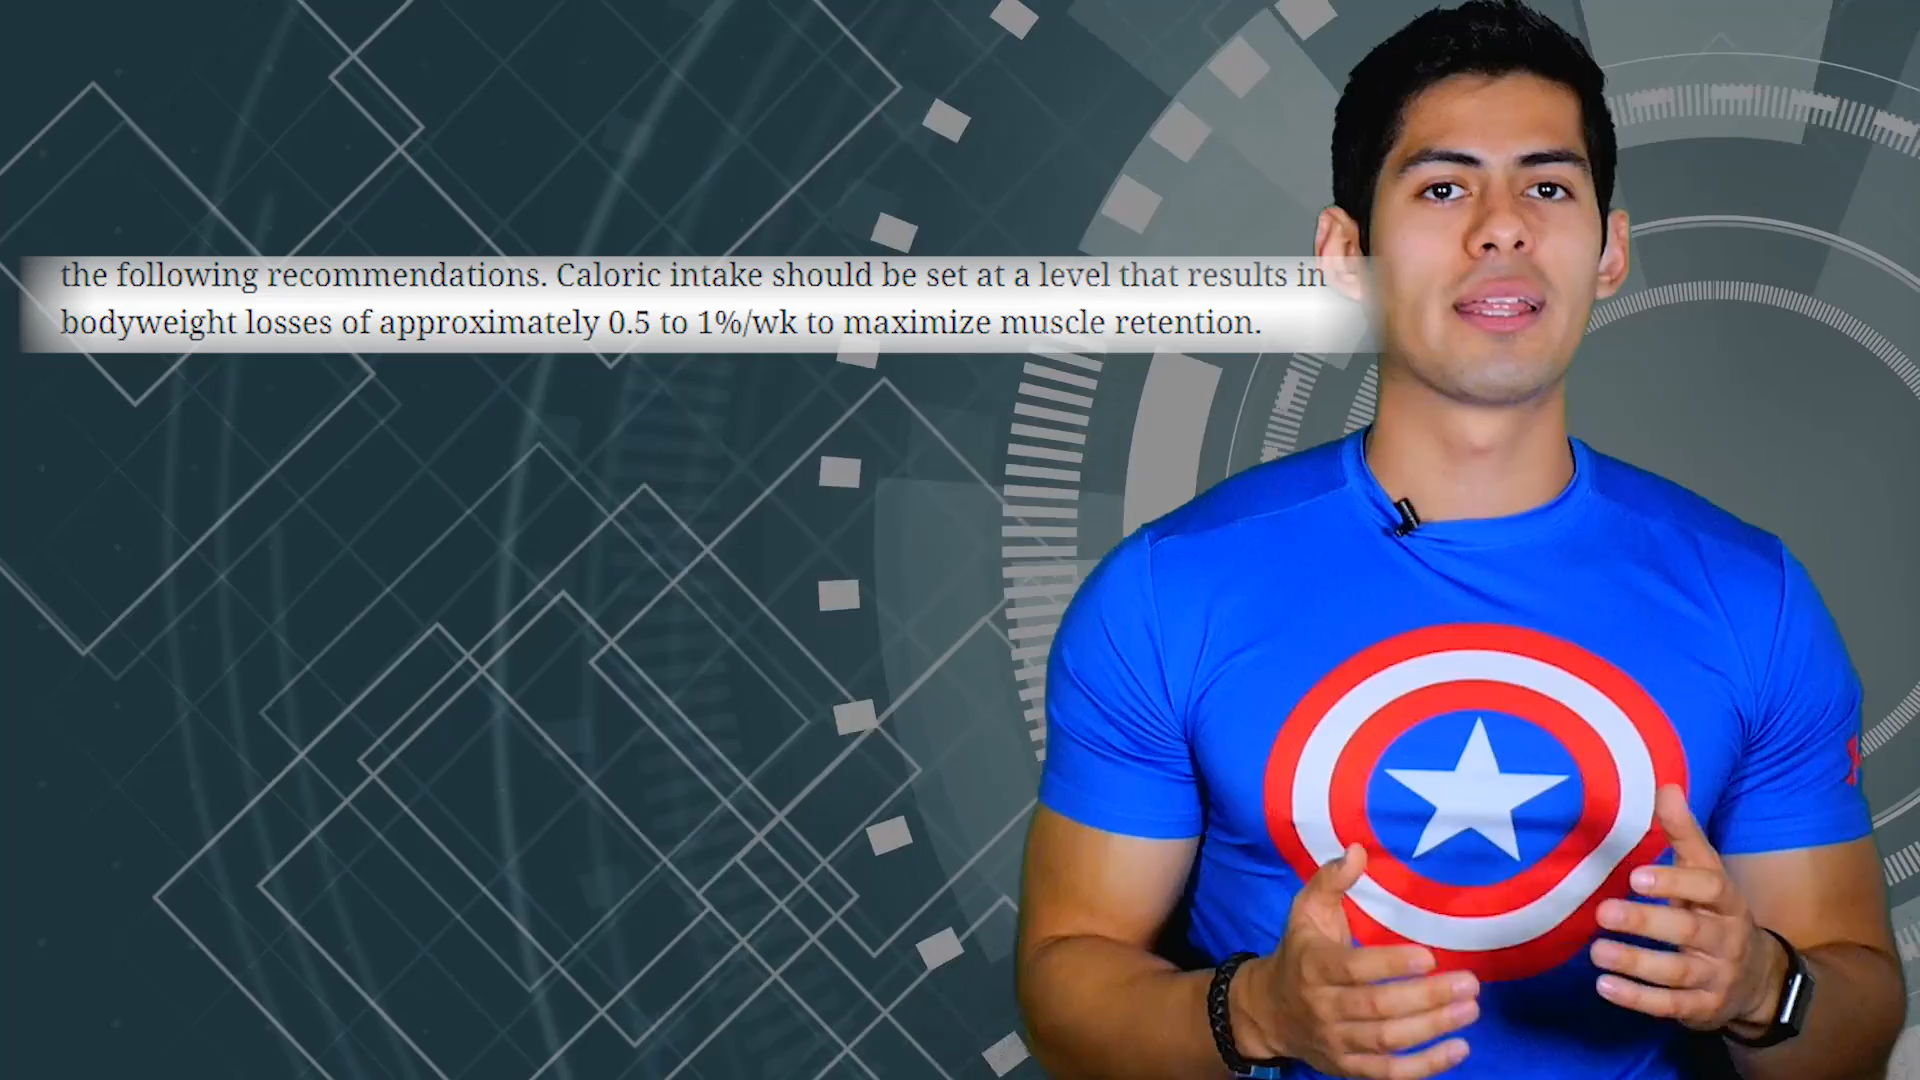 the following recommendations. Caloric intake should be set at a level that results in
bodyweight losses of approximately 0.5 to 1%/wk to maximize muscle retention.